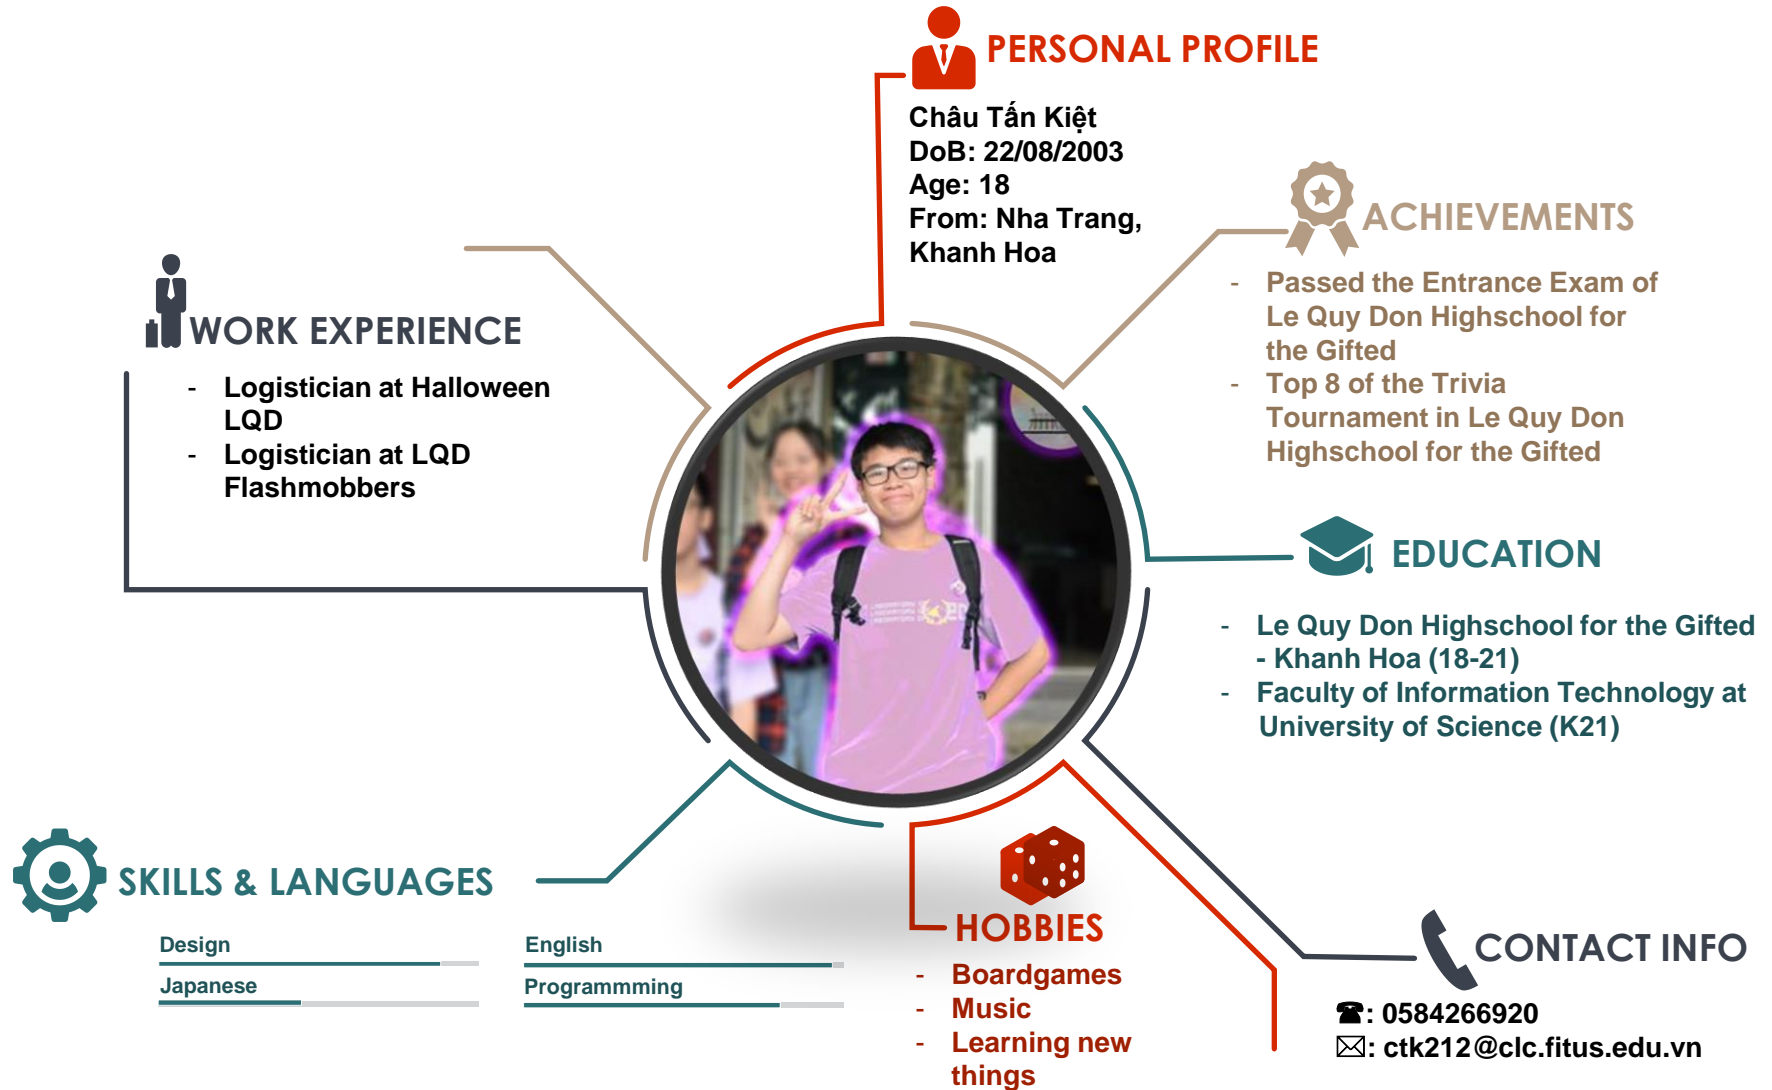 PERSONAL PROFILE
Châu Tấn Kiệt
DoB: 22/08/2003
Age: 18
From: Nha Trang,
Khanh Hoa
ACHIEVEMENTS
- Passed the Entrance Exam of
Le Quy Don Highschool for
the Gifted
- Top 8 of the Trivia
Tournament in Le Quy Don
Highschool for the Gifted
WORK EXPERIENCE
- Logistician at Halloween
LQD
- Logistician at LQD
Flashmobbers
EDUCATION
- Le Quy Don Highschool for the Gifted
- Khanh Hoa (18-21)
- Faculty of Information Technology at
University of Science (K21)
SKILLS & LANGUAGES
Design
English
Japanese
Programmming
HOBBIES
- Boardgames
- Music
- Learning new
things
CONTACT INFO
☎: 0584266920
✉: ctk212@clc.fitus.edu.vn